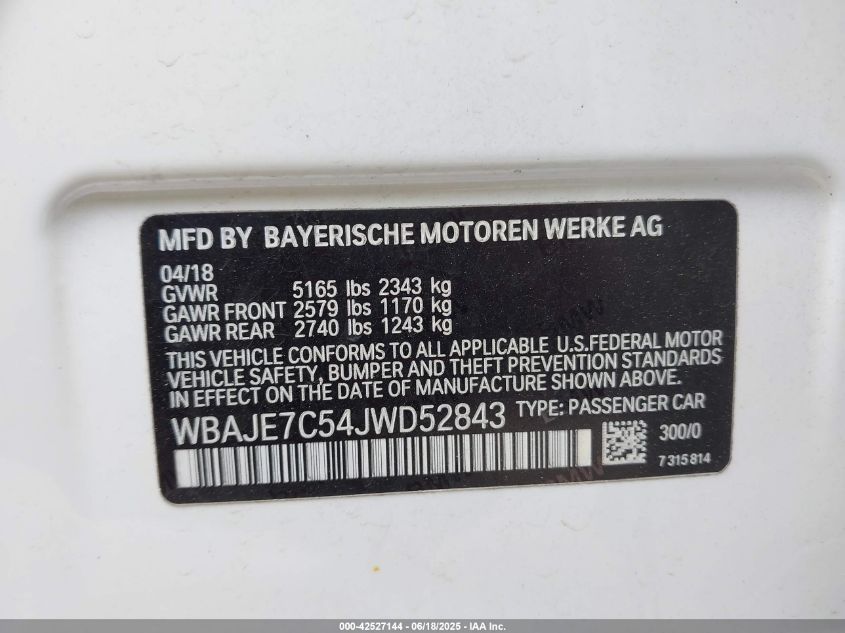 MFD BY BAYERISCHE MOTOREN WERKE AG
04/18
GVWR 5165 lbs 2343 kg
GAWR FRONT 2579 lbs 1170 kg
GAWR REAR 2740 lbs 1243 kg
THIS VEHICLE CONFORMS TO ALL APPLICABLE U.S.FEDERAL MOTOR
VEHICLE SAFETY, BUMPER AND THEFT PREVENTION STANDARDS
IN EFFECT ON THE DATE OF MANUFACTURE SHOWN ABOVE.
WBAJE7C54JWD52843 TYPE: PASSENGER CAR
300/0
7315814
000-42527144 - 06/18/2025 - IAA Inc.